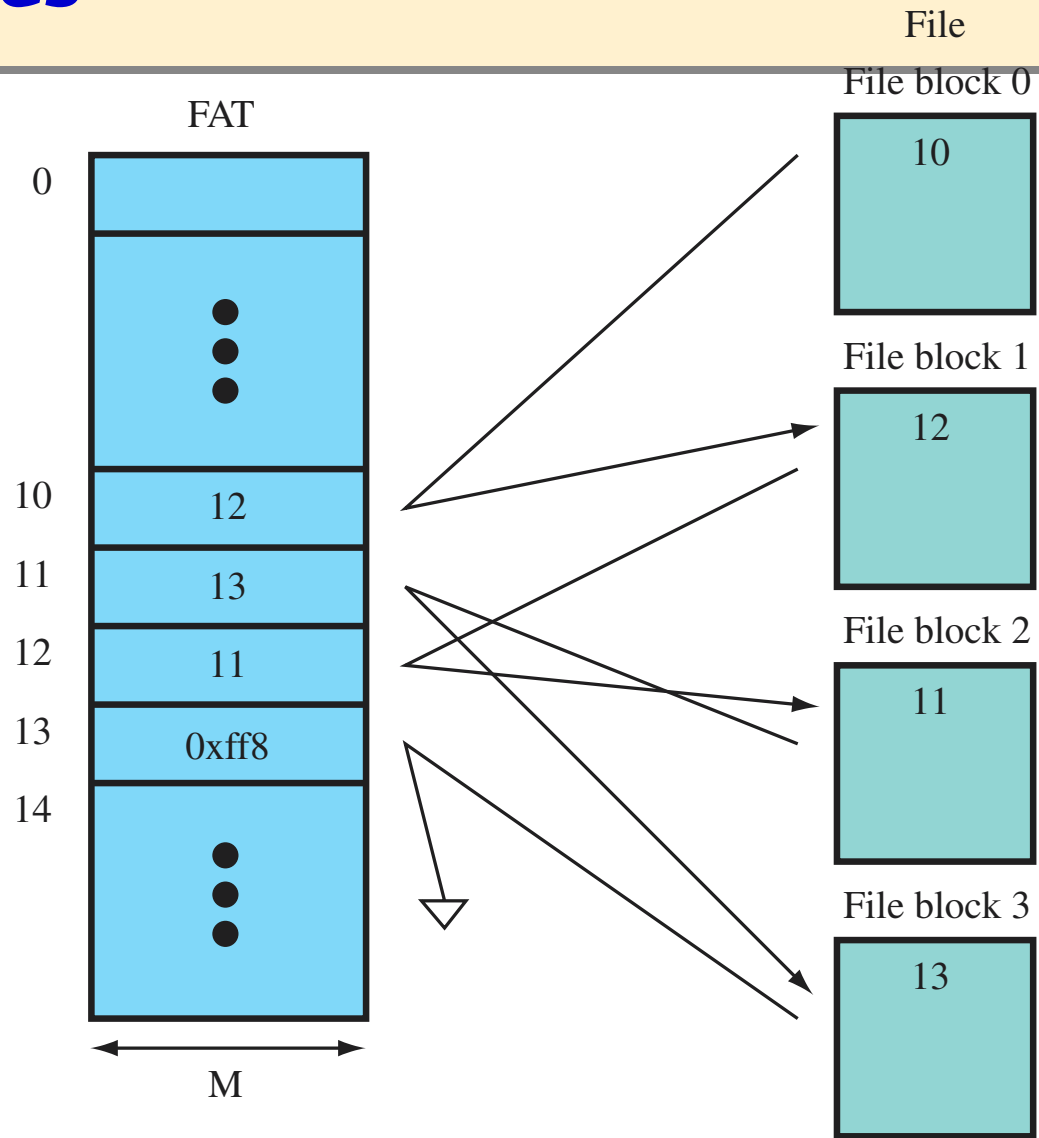 File
FAT
0
10 12
11 13
12 11
13 0xff8
14
M
File block 0
10
File block 1
12
File block 2
11
File block 3
13